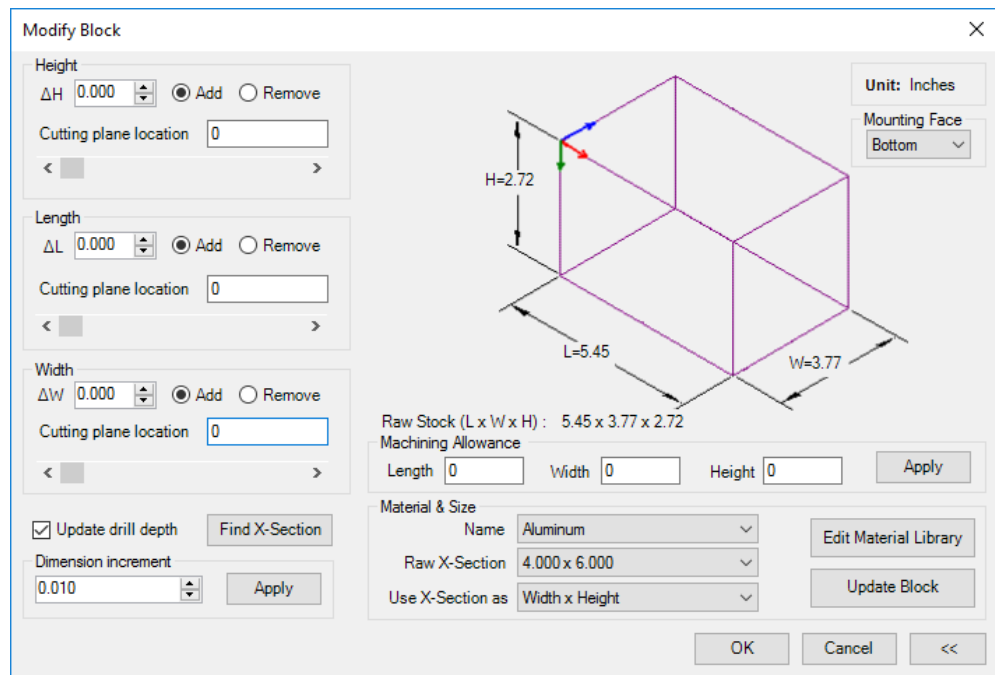 Modify Block
Height
ΔH 0.000 Add Remove
Cutting plane location 0
Length
ΔL 0.000 Add Remove
Cutting plane location 0
Width
ΔW 0.000 Add Remove
Cutting plane location 0
Update drill depth Find X-Section
Dimension increment
0.010 Apply
Unit: Inches
Mounting Face
Bottom
H=2.72
L=5.45
W=3.77
Raw Stock (L x W x H) : 5.45 x 3.77 x 2.72
Machining Allowance
Length 0 Width 0 Height 0 Apply
Material & Size
Name Aluminum
Raw X-Section 4.000 x 6.000
Use X-Section as Width x Height
Edit Material Library
Update Block
OK Cancel <<